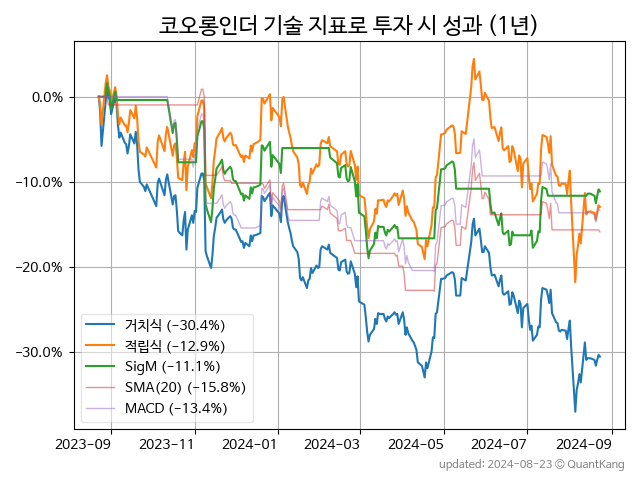 코오롱인더 기술 지표로 투자 시 성과 (1년)
0.0%
−10.0%
−20.0%
−30.0%
거치식 (−30.4%)
적립식 (−12.9%)
SigM (−11.1%)
SMA(20) (−15.8%)
MACD (−13.4%)
2023-09 2023-11 2024-01 2024-03 2024-05 2024-07 2024-09
updated: 2024-08-23 © QuantKang